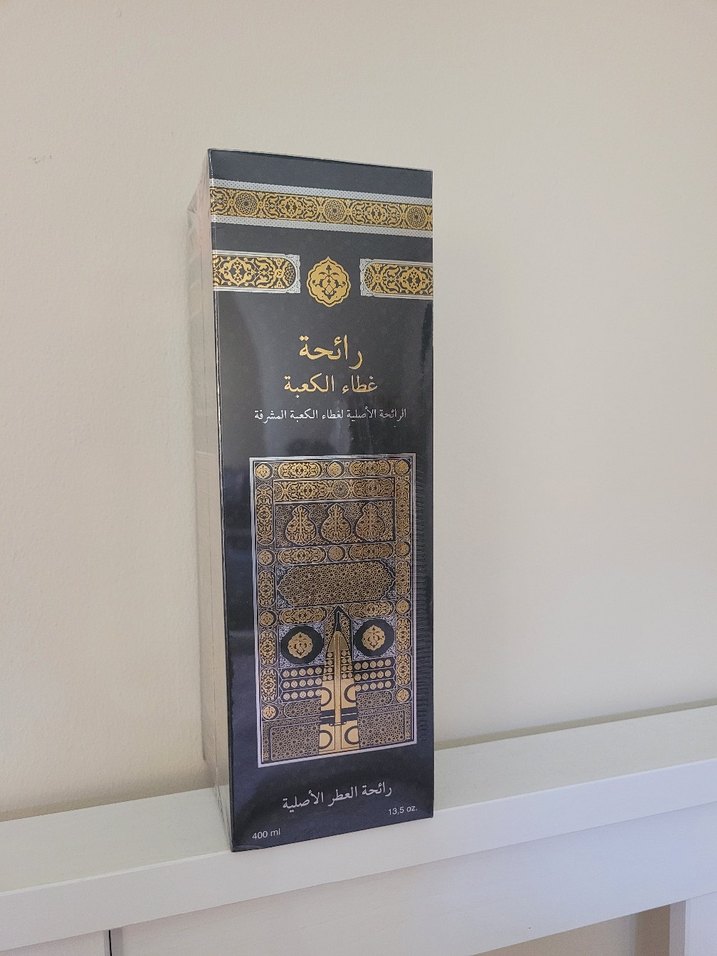 رائحة
غطاء الكعبة
الرائحة الأصلية لغطاء الكعبة المشرفة
رائحة العطر الأصلية
400 ml
13,5 oz.